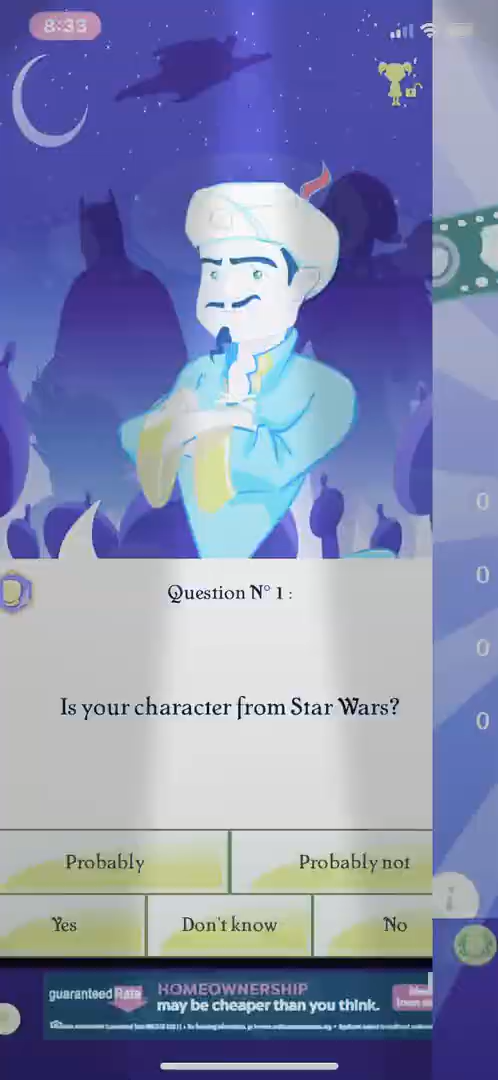 8:33
0
0
0
0
Question N° 1 :
Is your character from Star Wars?
Probably
Probably not
Yes
Don't know
No
guaranteed Rate
HOMEOWNERSHIP
may be cheaper than you think.